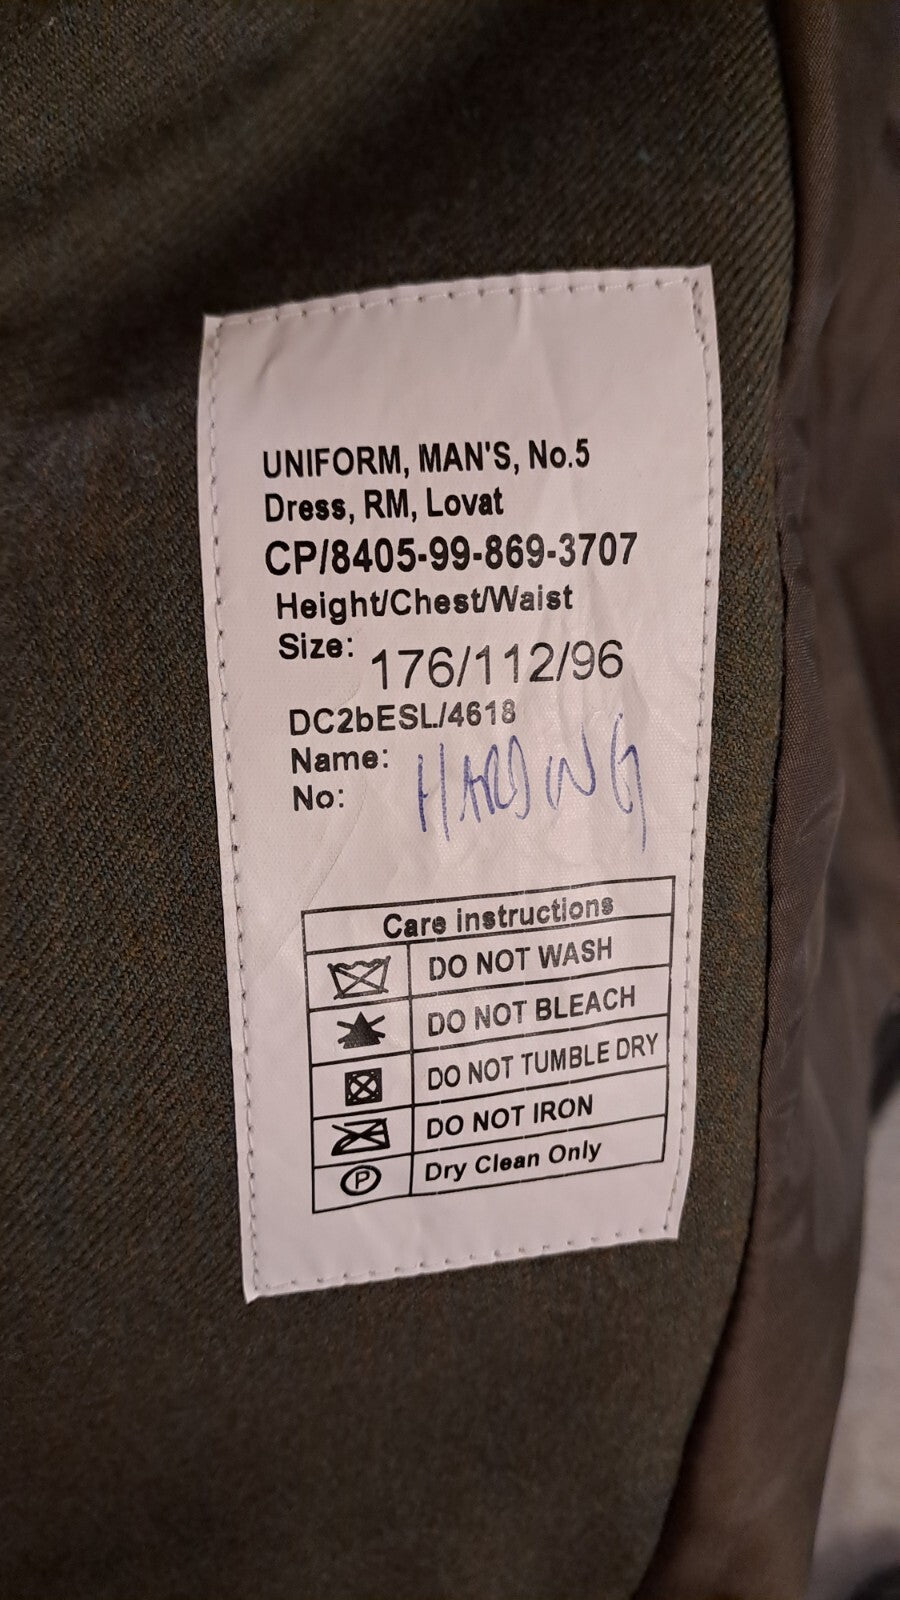 UNIFORM, MAN'S, No.5
Dress, RM, Lovat
CP/8405-99-869-3707
Height/Chest/Waist
Size: 176/112/96
DC2bESL/4618
Name: HARDING
No:
Care instructions
DO NOT WASH
DO NOT BLEACH
DO NOT TUMBLE DRY
DO NOT IRON
P Dry Clean Only